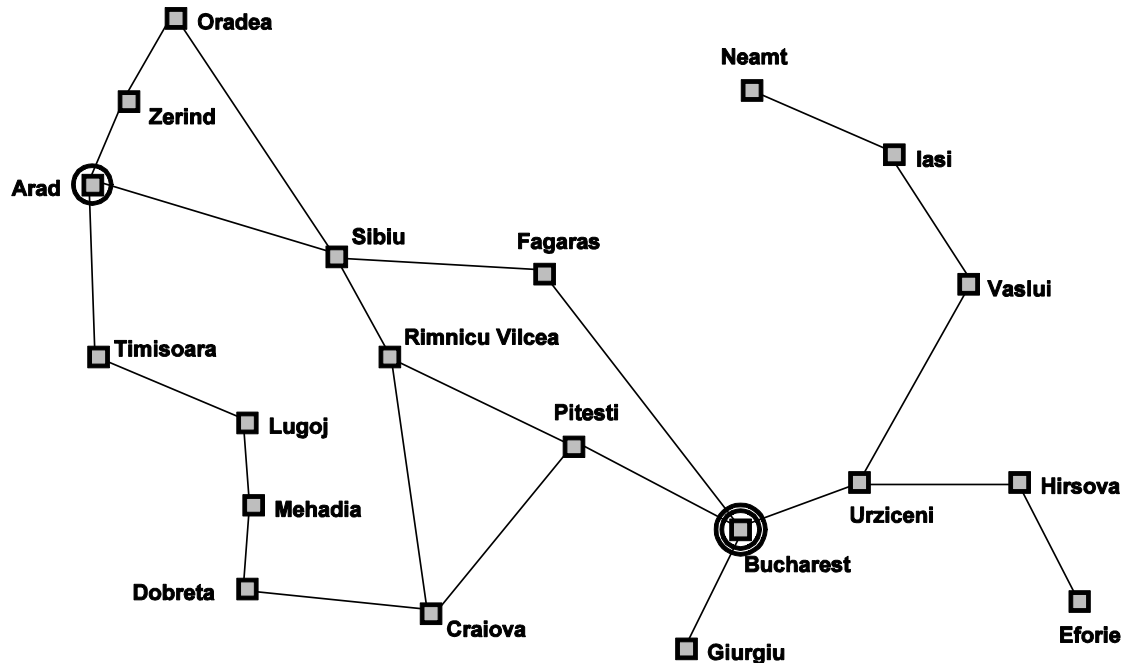 Oradea
Neamt
Zerind
Iasi
Arad
Sibiu
Fagaras
Vaslui
Timisoara
Rimnicu Vilcea
Pitesti
Lugoj
Hirsova
Mehadia
Urziceni
Bucharest
Dobreta
Craiova
Eforie
Giurgiu